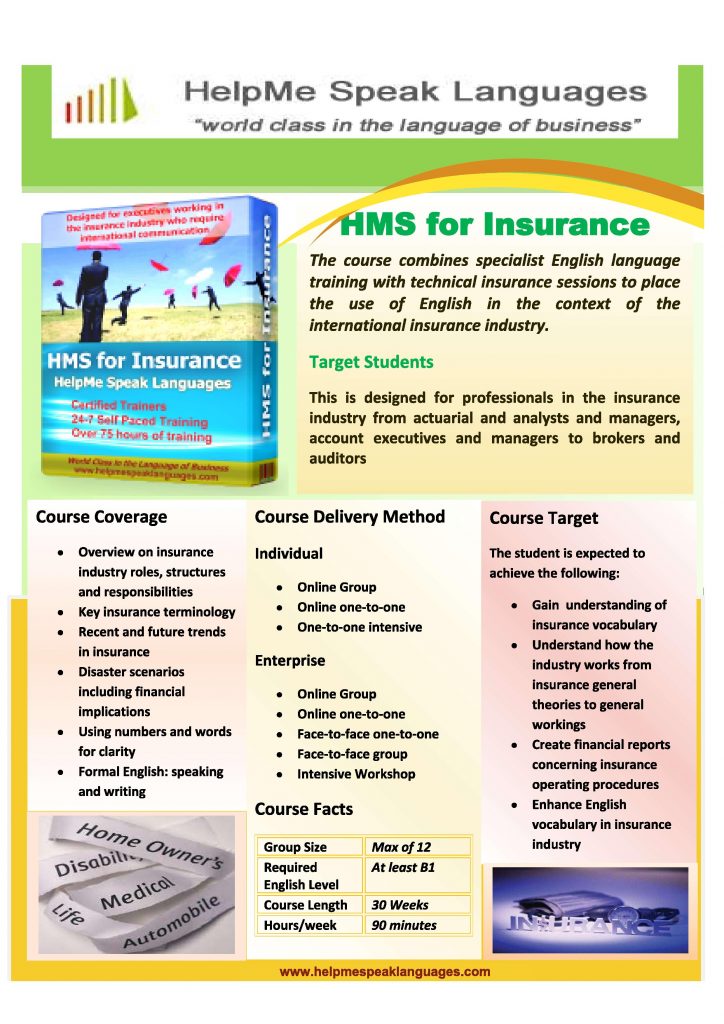 HelpMe Speak Languages
“world class in the language of business”
Designed for executives working in
the insurance industry who require
international communication
HMS for Insurance
HelpMe Speak Languages
Certified Trainers
24-7 Self Paced Training
Over 75 hours of training
World Class in the Language of Business
www.helpmespeaklanguages.com
HMS for Insurance
HMS for Insurance
The course combines specialist English language
training with technical insurance sessions to place
the use of English in the context of the
international insurance industry.
Target Students
This is designed for professionals in the insurance
industry from actuarial and analysts and managers,
account executives and managers to brokers and
auditors
Course Coverage
• Overview on insurance
industry roles, structures
and responsibilities
• Key insurance terminology
• Recent and future trends
in insurance
• Disaster scenarios
including financial
implications
• Using numbers and words
for clarity
• Formal English: speaking
and writing
Home Owner's
Disability
Medical
Life
Automobile
Course Delivery Method
Individual
• Online Group
• Online one-to-one
• One-to-one intensive
Enterprise
• Online Group
• Online one-to-one
• Face-to-face one-to-one
• Face-to-face group
• Intensive Workshop
Course Facts
Group Size Max of 12
Required At least B1
English Level
Course Length 30 Weeks
Hours/week 90 minutes
Course Target
The student is expected to
achieve the following:
• Gain understanding of
insurance vocabulary
• Understand how the
industry works from
insurance general
theories to general
workings
• Create financial reports
concerning insurance
operating procedures
• Enhance English
vocabulary in insurance
industry
INSURANCE
www.helpmespeaklanguages.com